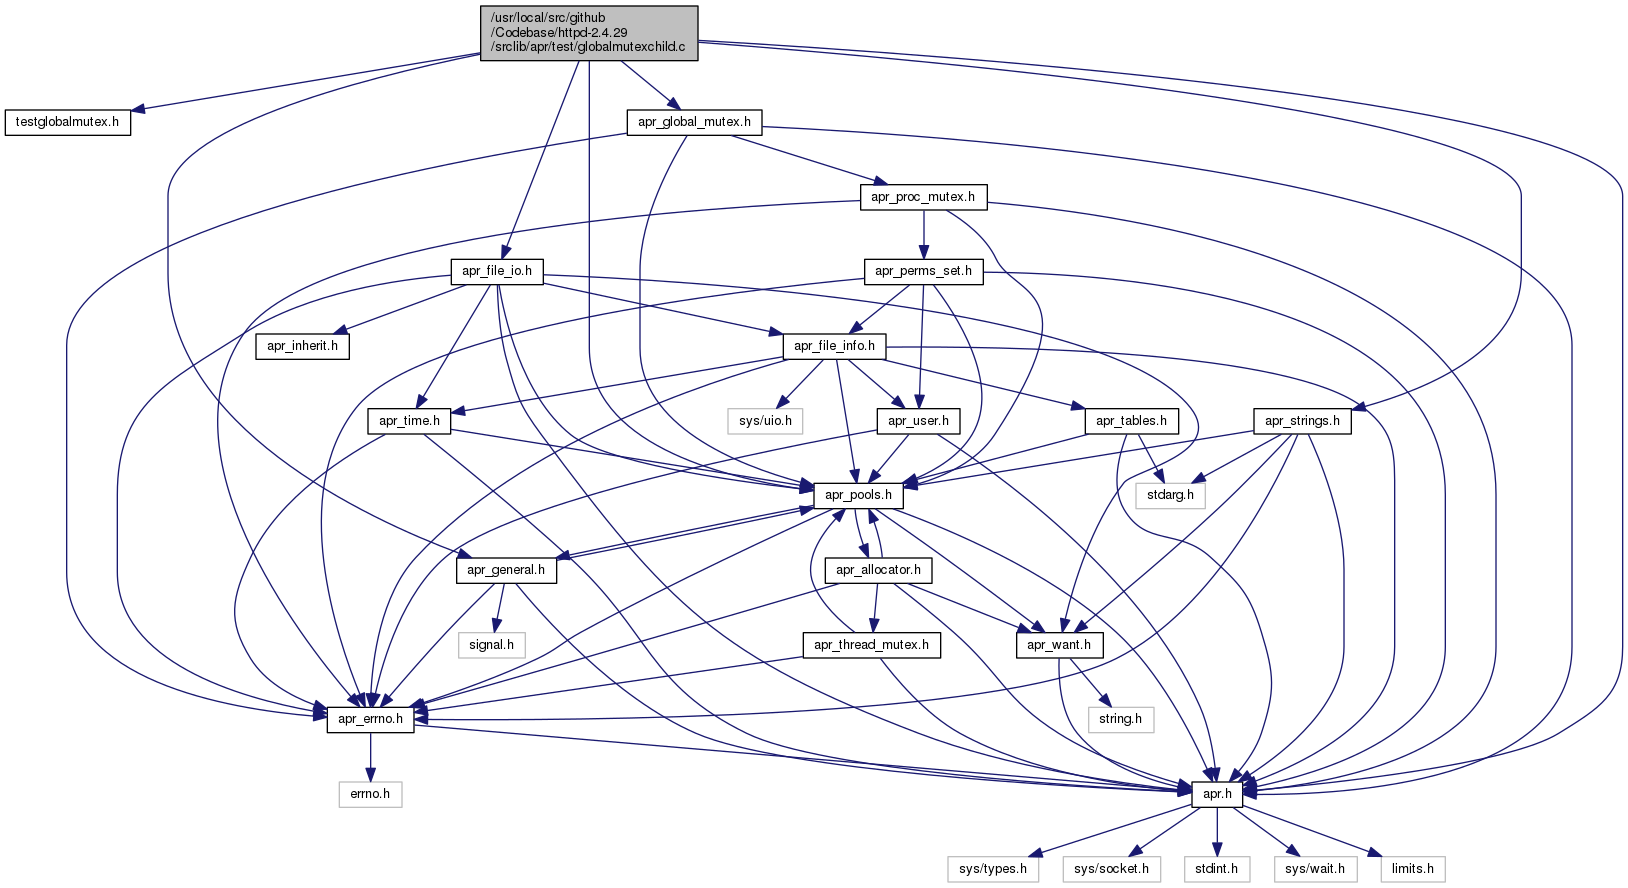 /usr/local/src/github
/Codebase/httpd-2.4.29
/srclib/apr/test/globalmutexchild.c
testglobalmutex.h
apr_global_mutex.h
apr_proc_mutex.h
apr_file_io.h
apr_perms_set.h
apr_inherit.h
apr_file_info.h
apr_time.h
sys/uio.h
apr_user.h
apr_tables.h
apr_strings.h
apr_pools.h
stdarg.h
apr_general.h
apr_allocator.h
signal.h
apr_thread_mutex.h
apr_want.h
apr_errno.h
string.h
errno.h
apr.h
sys/types.h
sys/socket.h
stdint.h
sys/wait.h
limits.h